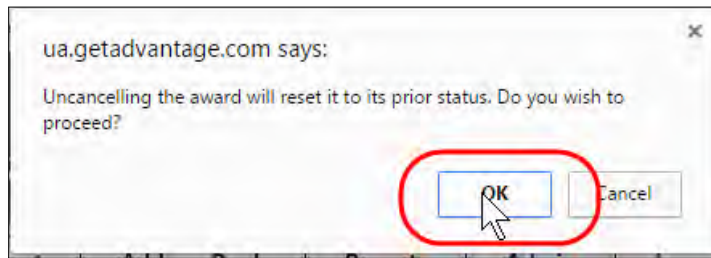 ua.getadvantage.com says:
Uncancelling the award will reset it to its prior status. Do you wish to
proceed?
OK
Cancel